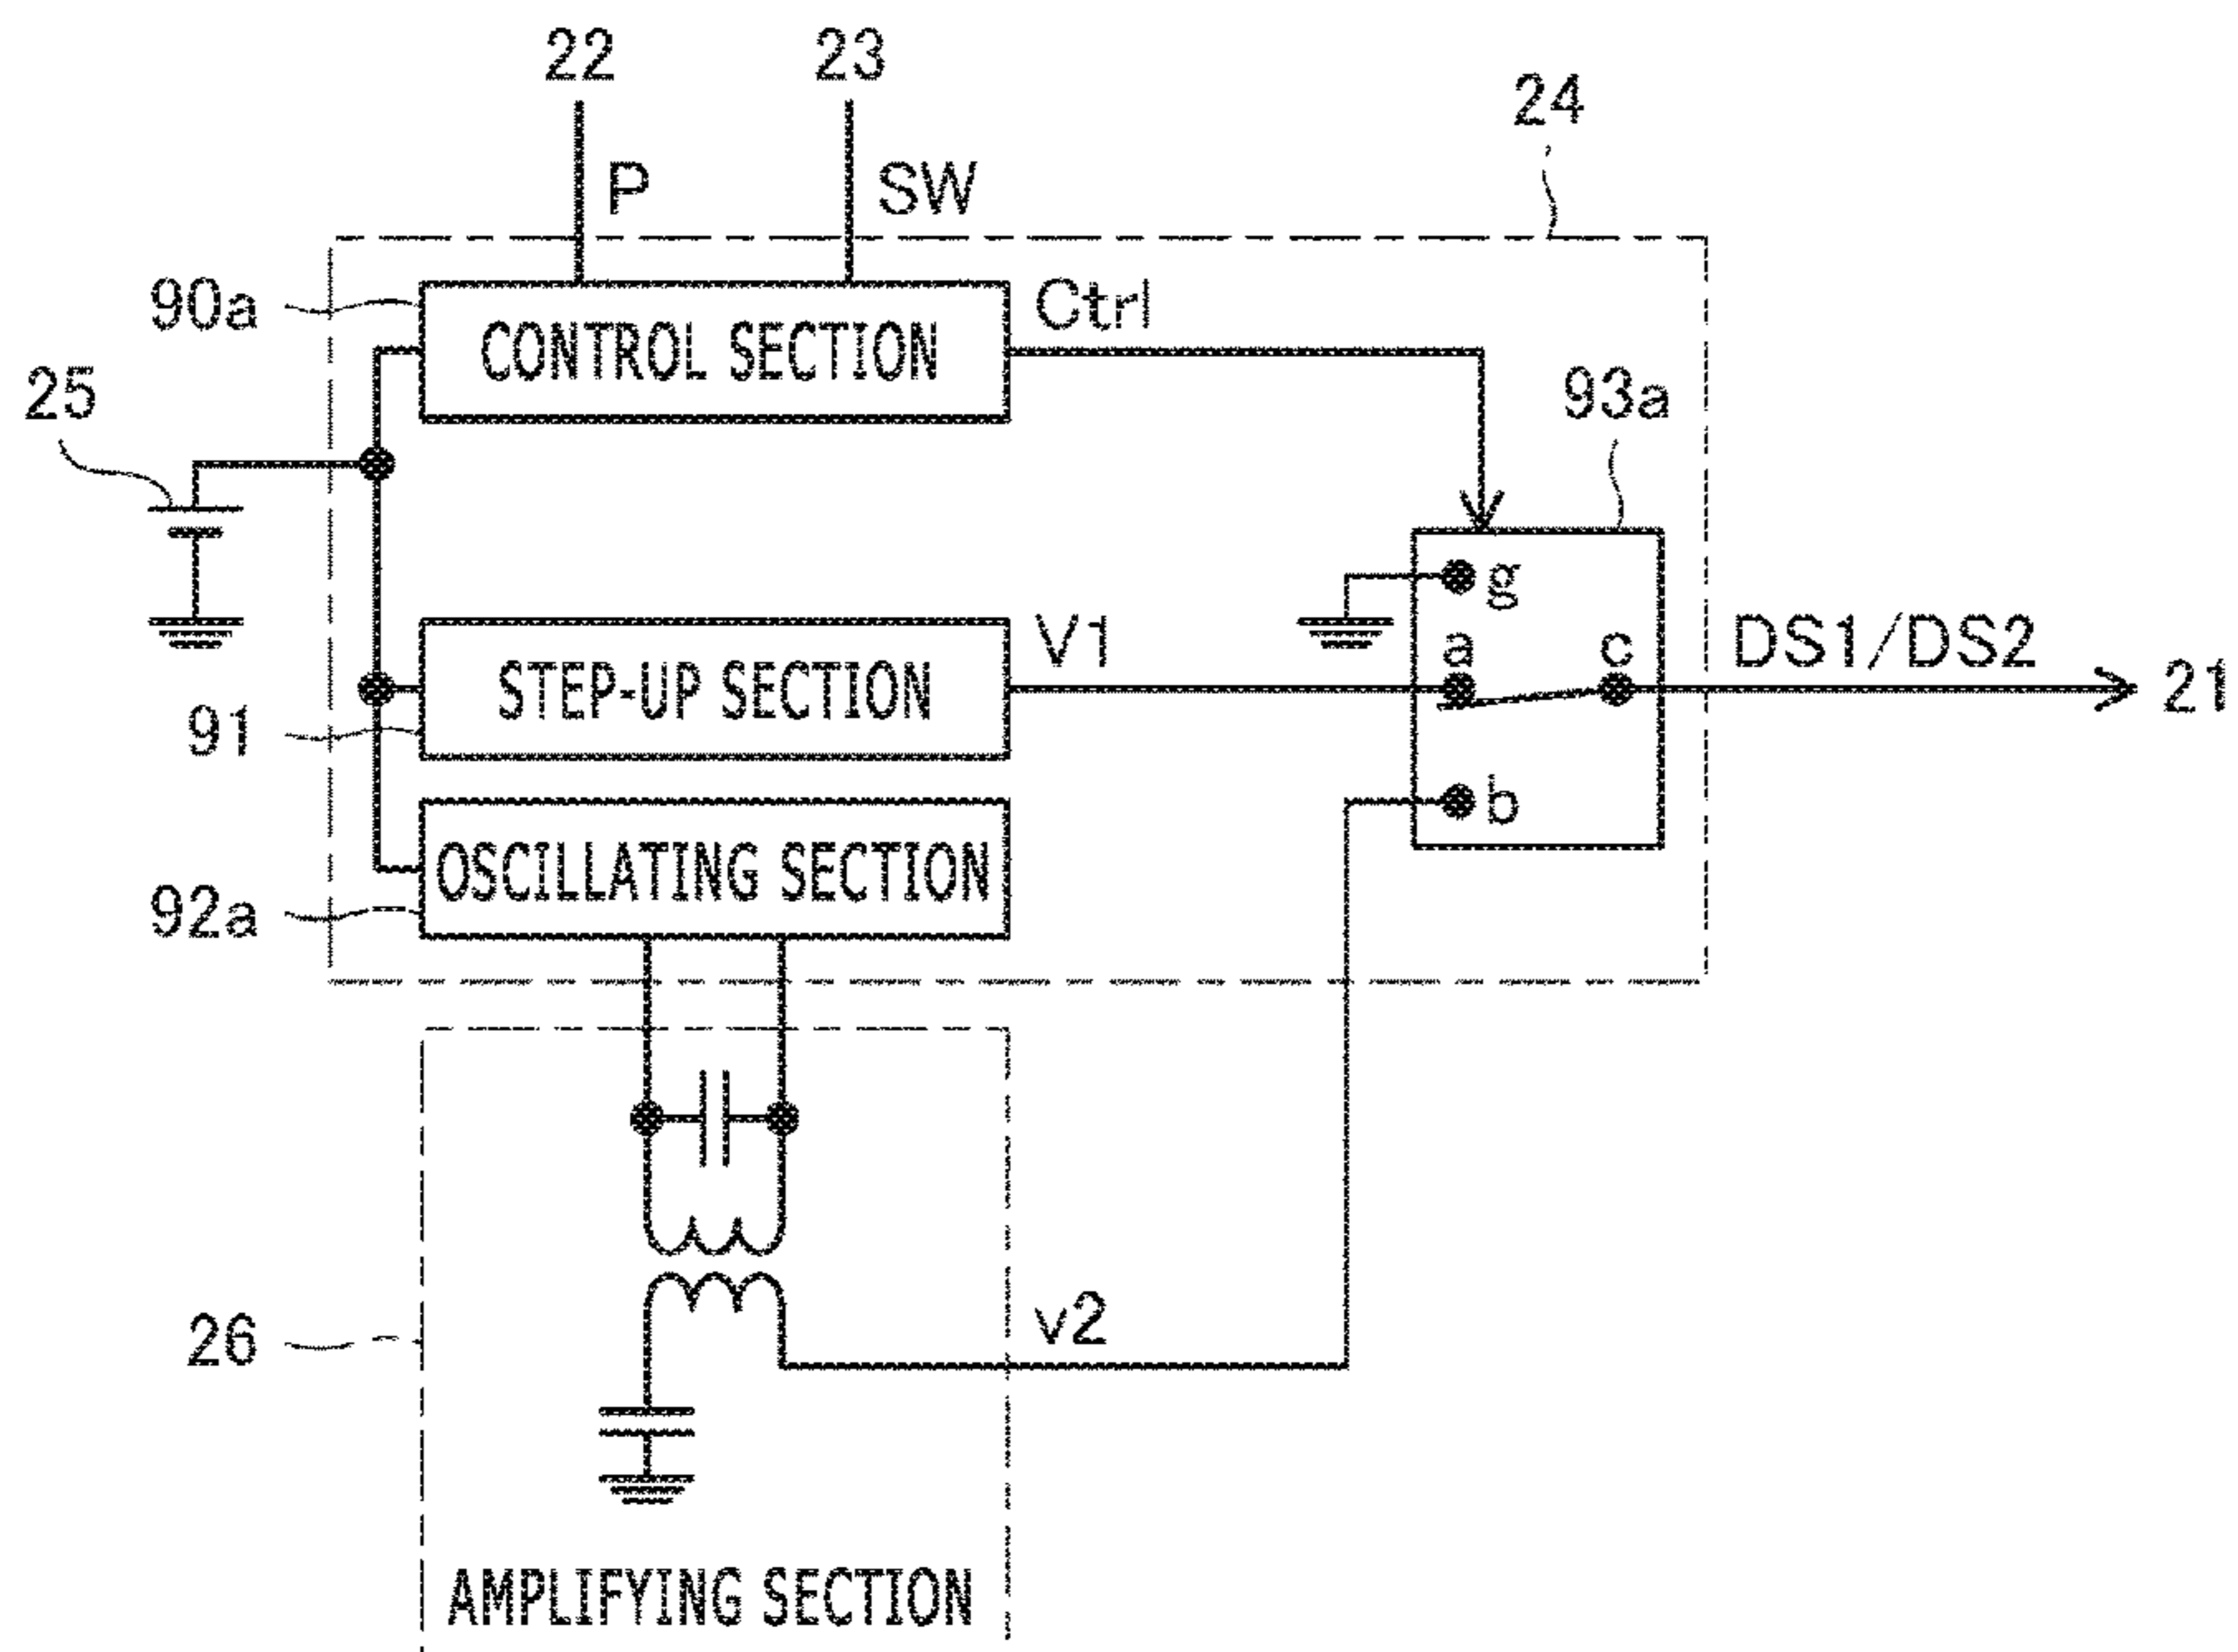 22
23
24
P
SW
90a
CONTROL SECTION
Ctrl
25
93a
g
STEP-UP SECTION
V1
a
c
DS1/DS2
21
91
b
OSCILLATING SECTION
92a
26
v2
AMPLIFYING SECTION